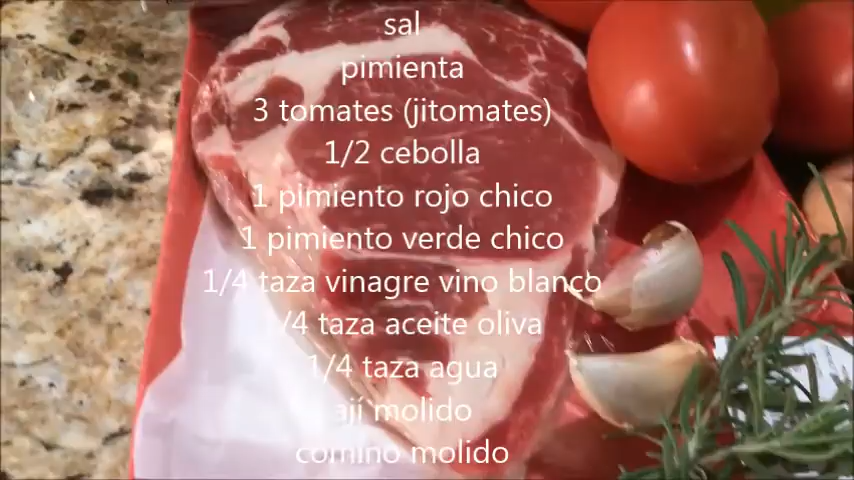 sal
pimienta
3 tomates (jitomates)
1/2 cebolla
1 pimiento rojo chico
1 pimiento verde chico
1/4 taza vinagre vino blanco
/4 taza aceite oliva
1/4 taza agua
ají molido
comino molido